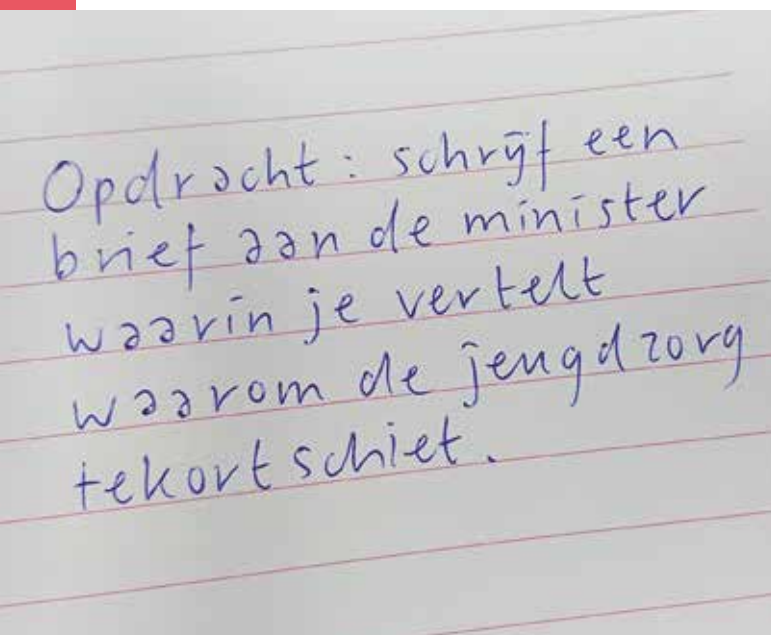 Opdracht: schrijf een
brief aan de minister
waarin je vertelt
waarom de jeugdzorg
tekortschiet.